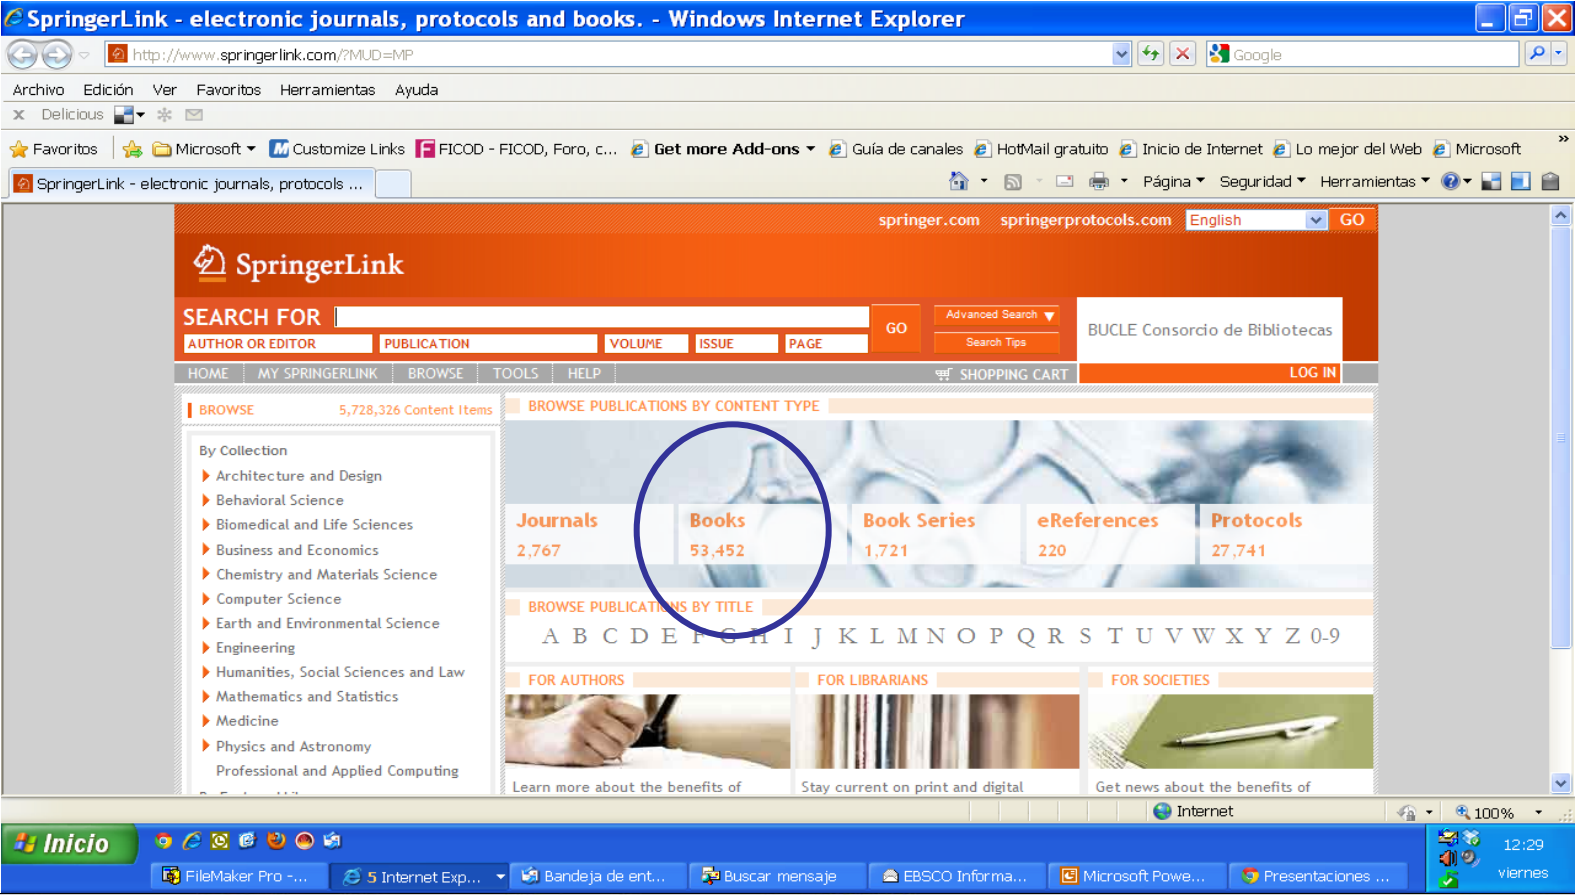 SpringerLink - electronic journals, protocols and books. - Windows Internet Explorer
http://www.springerlink.com/?MUD=MP
Google
Archivo Edición Ver Favoritos Herramientas Ayuda
x Delicious
Favoritos Microsoft Customize Links FICOD - FICOD, Foro, c... Get more Add-ons Guía de canales HotMail gratuito Inicio de Internet Lo mejor del Web Microsoft »
SpringerLink - electronic journals, protocols ...
Página Seguridad Herramientas
springer.com springerprotocols.com English GO
SpringerLink
SEARCH FOR GO
Advanced Search
Search Tips
AUTHOR OR EDITOR PUBLICATION VOLUME ISSUE PAGE
BUCLE Consorcio de Bibliotecas
HOME MY SPRINGERLINK BROWSE TOOLS HELP SHOPPING CART LOG IN
BROWSE 5,728,326 Content Items
By Collection
Architecture and Design
Behavioral Science
Biomedical and Life Sciences
Business and Economics
Chemistry and Materials Science
Computer Science
Earth and Environmental Science
Engineering
Humanities, Social Sciences and Law
Mathematics and Statistics
Medicine
Physics and Astronomy
Professional and Applied Computing
BROWSE PUBLICATIONS BY CONTENT TYPE
Journals Books Book Series eReferences Protocols
2,767 53,452 1,721 220 27,741
BROWSE PUBLICATIONS BY TITLE
A B C D E F G H I J K L M N O P Q R S T U V W X Y Z 0-9
FOR AUTHORS FOR LIBRARIANS FOR SOCIETIES
Learn more about the benefits of Stay current on print and digital Get news about the benefits of
Internet 100%
Inicio
12:29
FileMaker Pro -... 5 Internet Exp... Bandeja de ent... Buscar mensaje EBSCO Informa... Microsoft Powe... Presentaciones ... viernes